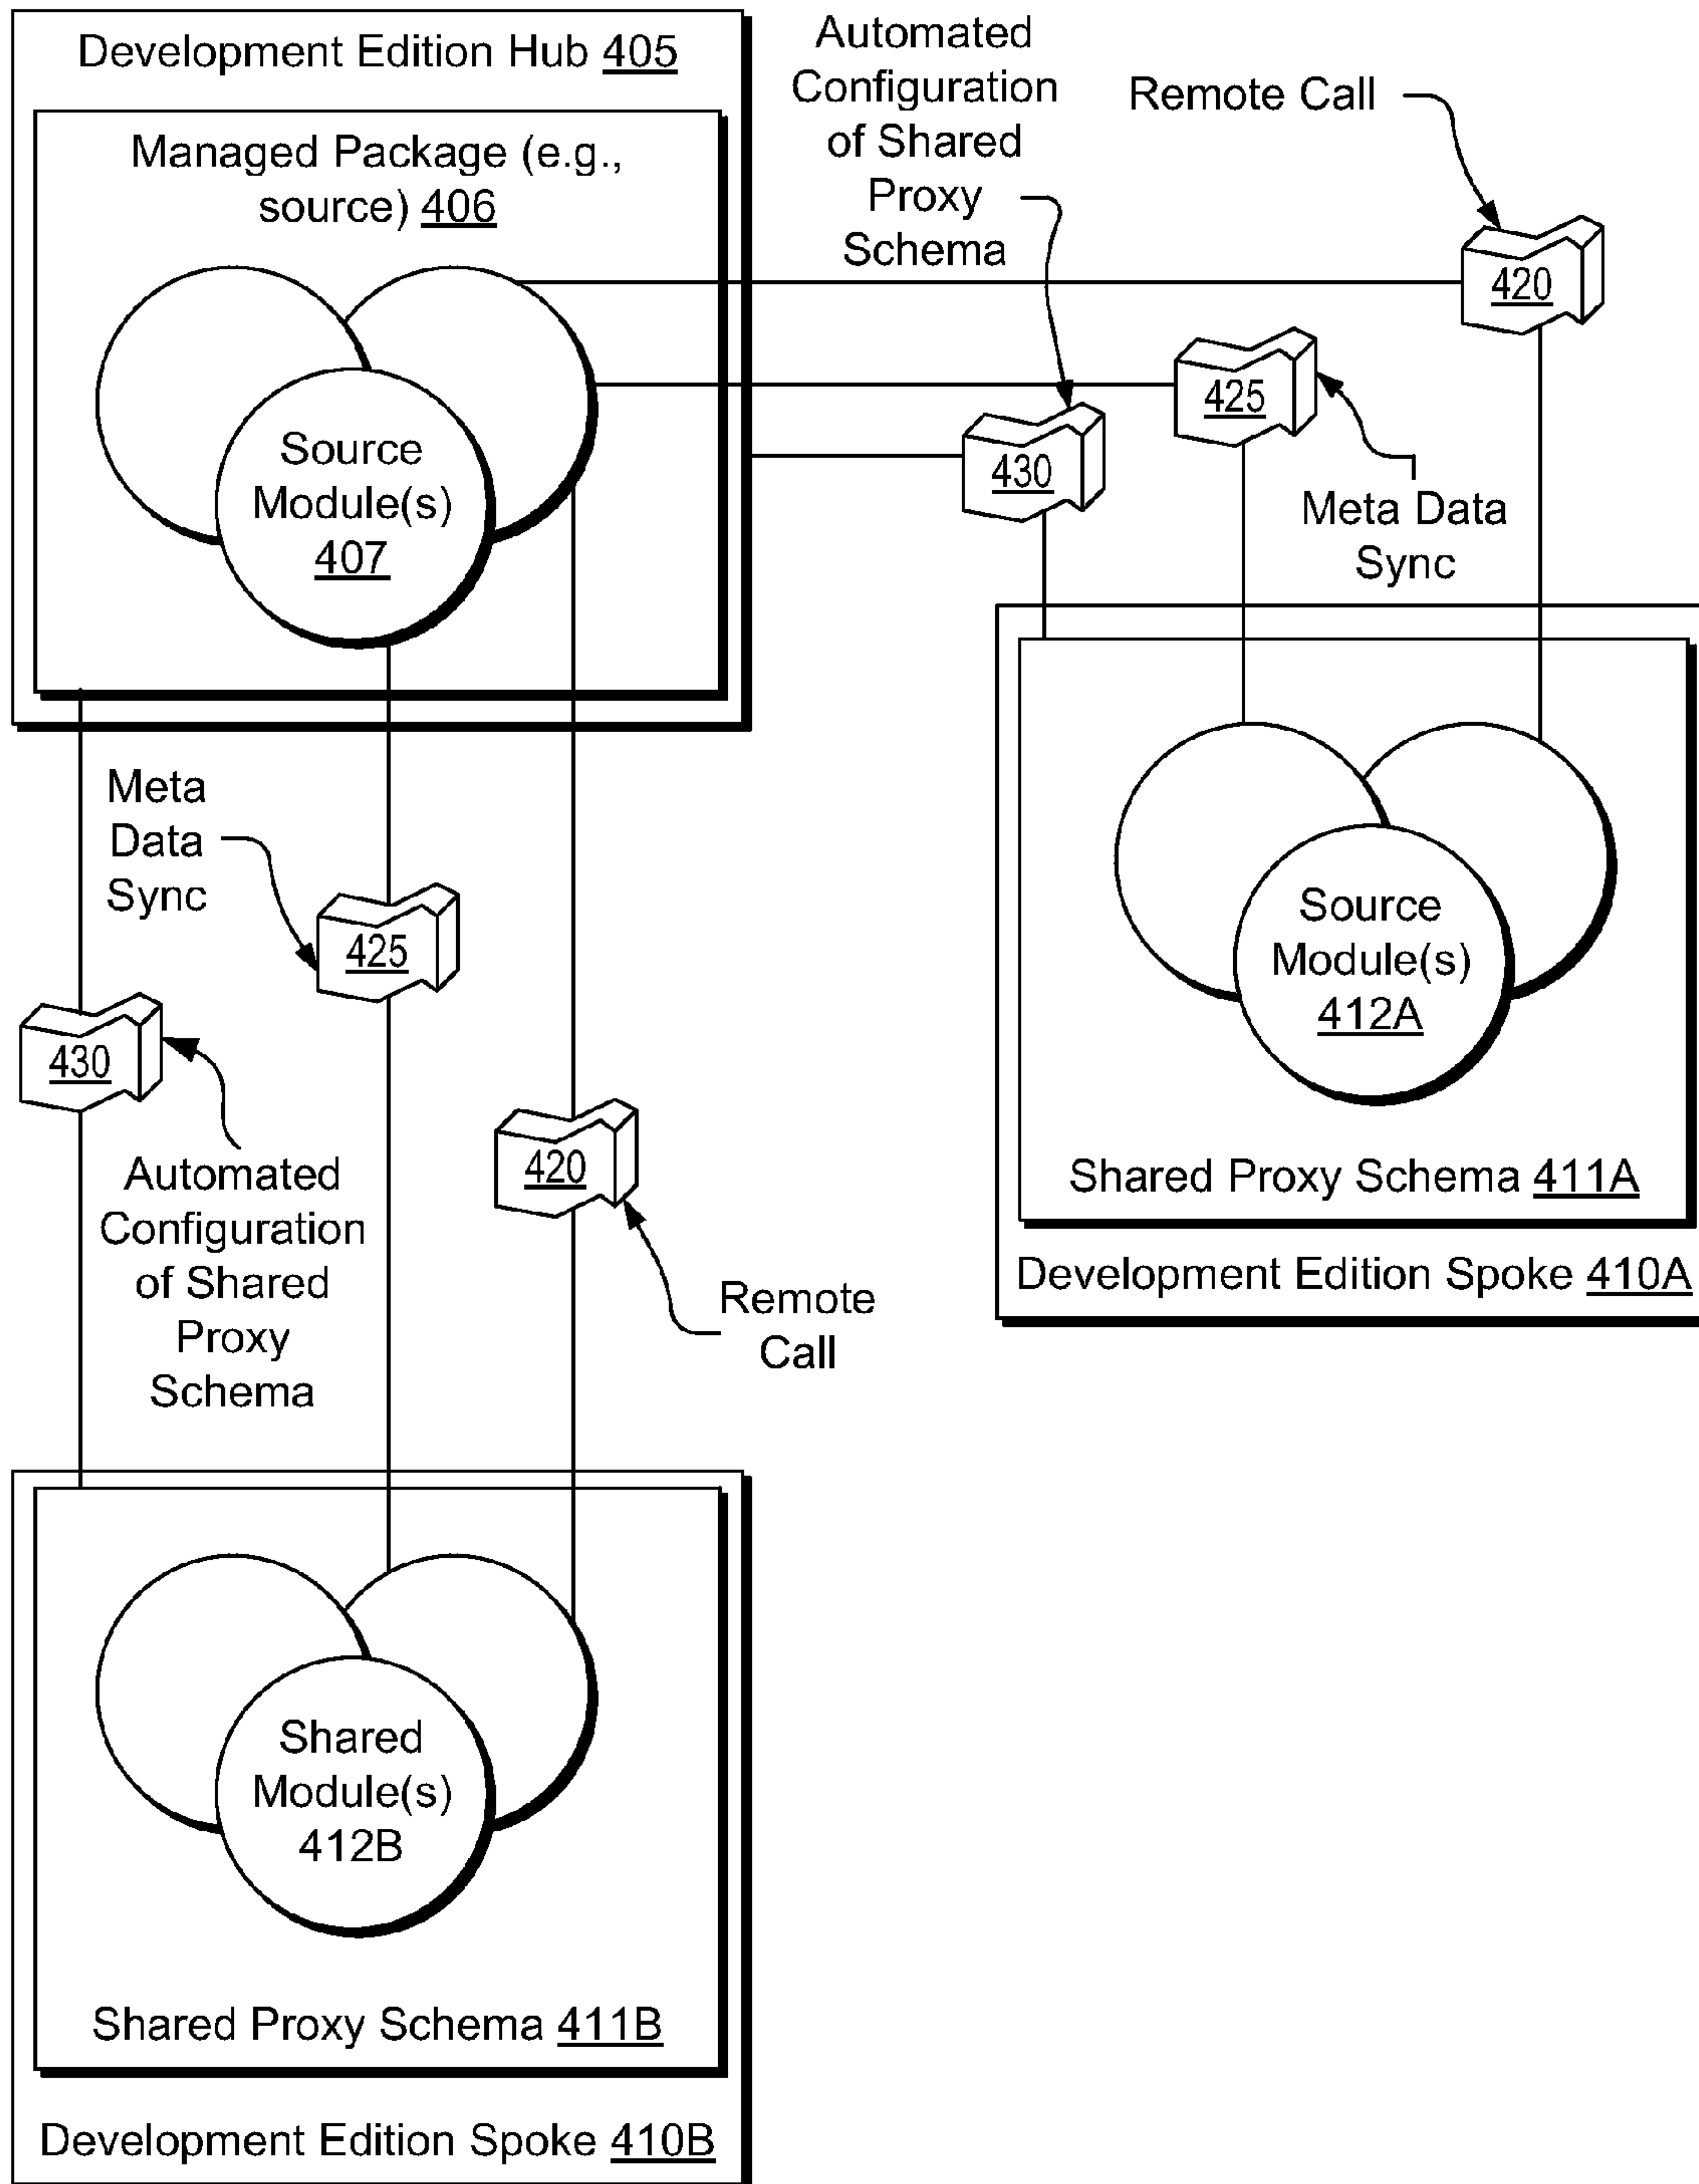 Development Edition Hub 405
Managed Package (e.g.,
source) 406
Source
Module(s)
407
Automated
Configuration
of Shared
Proxy
Schema
Remote Call
420
425
430
Meta Data
Sync
Source
Module(s)
412A
Shared Proxy Schema 411A
Development Edition Spoke 410A
Meta
Data
Sync
425
430
420
Automated
Configuration
of Shared
Proxy
Schema
Remote
Call
Shared
Module(s)
412B
Shared Proxy Schema 411B
Development Edition Spoke 410B